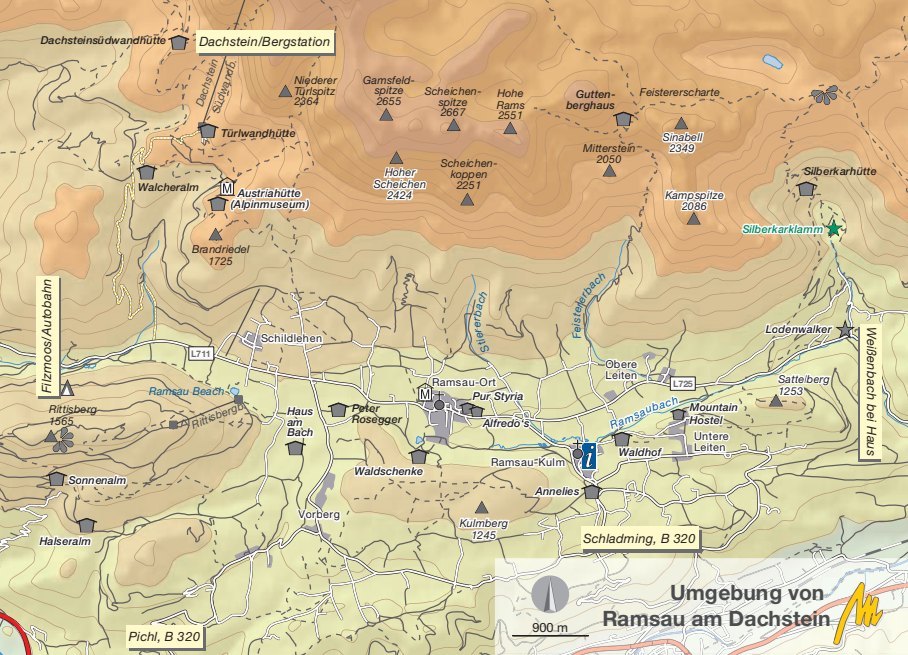 Dachsteinsüdwandhütte
Dachstein/Bergstation
Dachstein
Südwandb.
Niederer
Türlspitz
2364
Gamsfeld-
spitze
2655
Scheichen-
spitze
2667
Hohe
Rams
2551
Gutten-
berghaus
Feistererscharte
Sinabell
2349
Türlwandhütte
Mitterstein
2050
Walcheralm
M
Austriahütte
(Alpinmuseum)
Hoher
Scheichen
2424
Scheichen-
koppen
2251
Silberkarhütte
Kampspitze
2086
Silberkarklamm
Brandriedel
1725
Filzmoos/Autobahn
Stiererbach
Feistererbach
Lodenwalker
Weißenbach bei Haus
Schildlehen
L711
Obere
Leiten
L725
Sattelberg
1253
Ramsau Beach
Ramsau-Ort
M
Pur Styria
Ramsaubach
Rittisberg
1565
Rittisbergb.
Haus
am
Bach
Peter
Rosegger
Alfredo's
Mountain
Hostel
Untere
Leiten
Waldhof
Ramsau-Kulm
i
Waldschenke
Sonnenalm
Annelies
Vorberg
Kulmberg
1245
Halseralm
Schladming, B 320
Umgebung von
Ramsau am Dachstein
900 m
Pichl, B 320